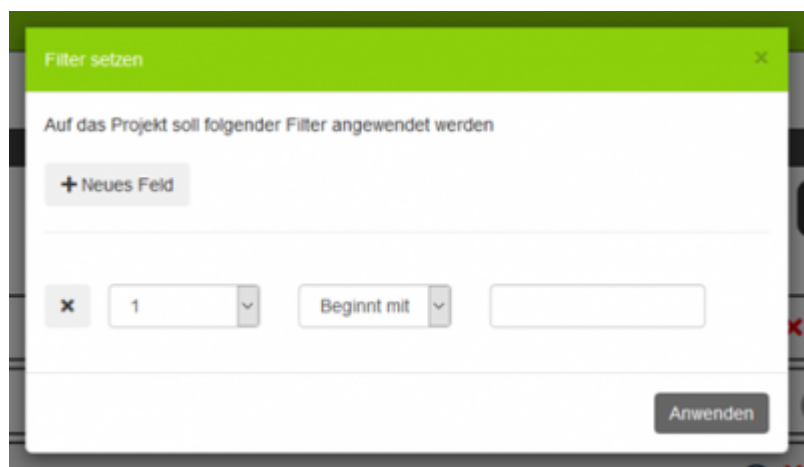 Filter setzen ×
Auf das Projekt soll folgender Filter angewendet werden
+ Neues Feld
× 1 Beginnt mit
Anwenden